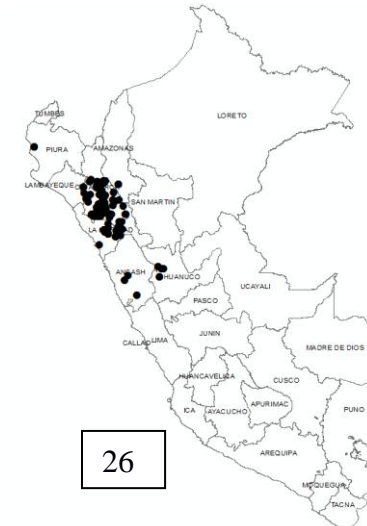 TUMBES
LORETO
PIURA
AMAZONAS
LAMBAYEQUE
SAN MARTIN
LA
ANCASH
HUANUCO
UCAYALI
PASCO
JUNIN
CALLAO
LIMA
MADRE DE DIOS
HUANCAVELICA
CUSCO
ICA
AYACUCHO
APURIMAC
PUNO
AREQUIPA
26
MOQUEGUA
TACNA